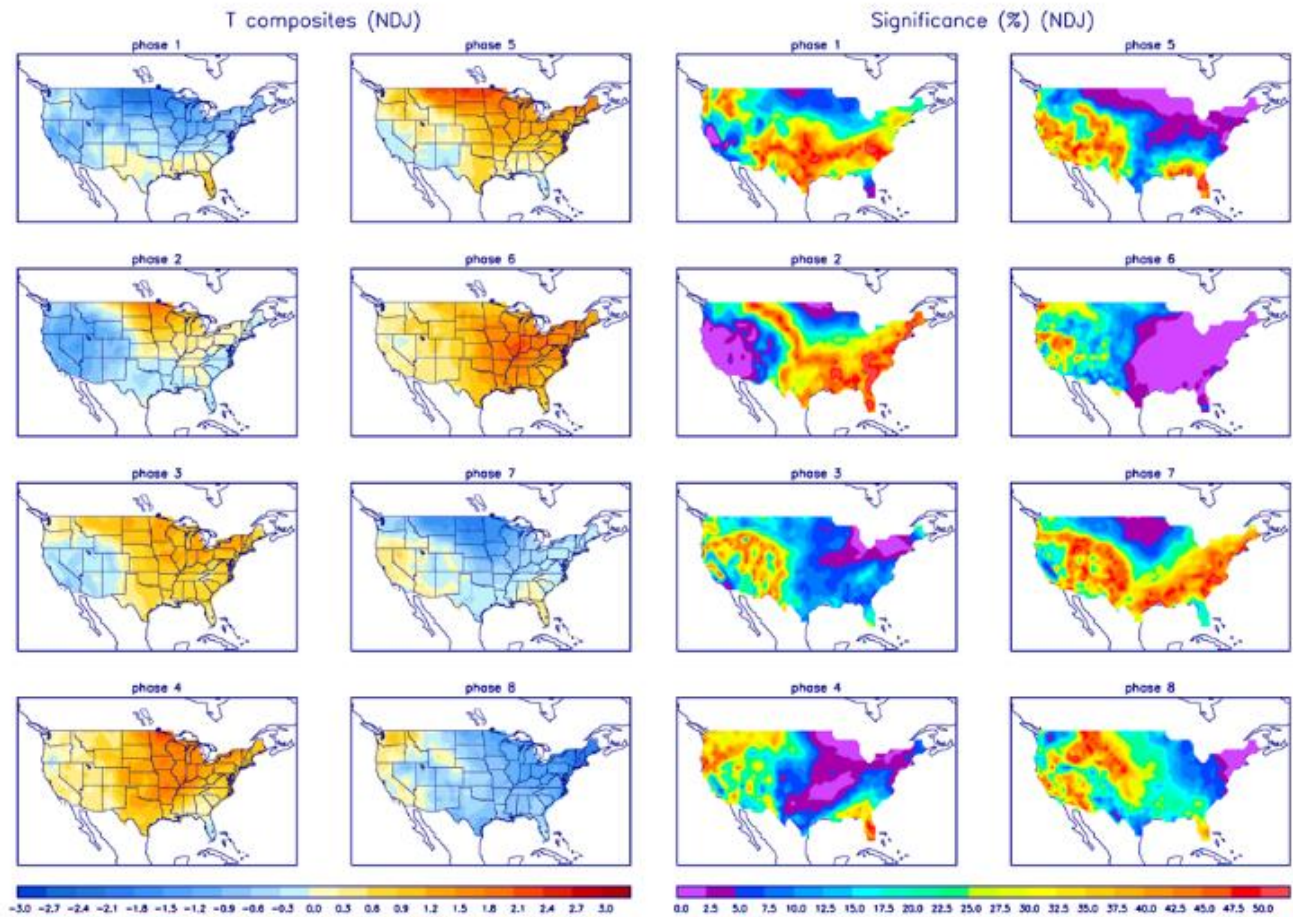 T composites (NDJ)
Significance (%) (NDJ)
phase 1
phase 5
phase 1
phase 5
phase 2
phase 6
phase 2
phase 6
phase 3
phase 7
phase 3
phase 7
phase 4
phase 8
phase 4
phase 8
-3.0 -2.7 -2.4 -2.1 -1.8 -1.5 -1.2 -0.9 -0.6 -0.3 0.0 0.3 0.6 0.9 1.2 1.5 1.8 2.1 2.4 2.7 3.0
0.0 2.5 5.0 7.5 10.0 12.5 15.0 17.5 20.0 22.5 25.0 27.5 30.0 32.5 35.0 37.5 40.0 42.5 45.0 47.5 50.0